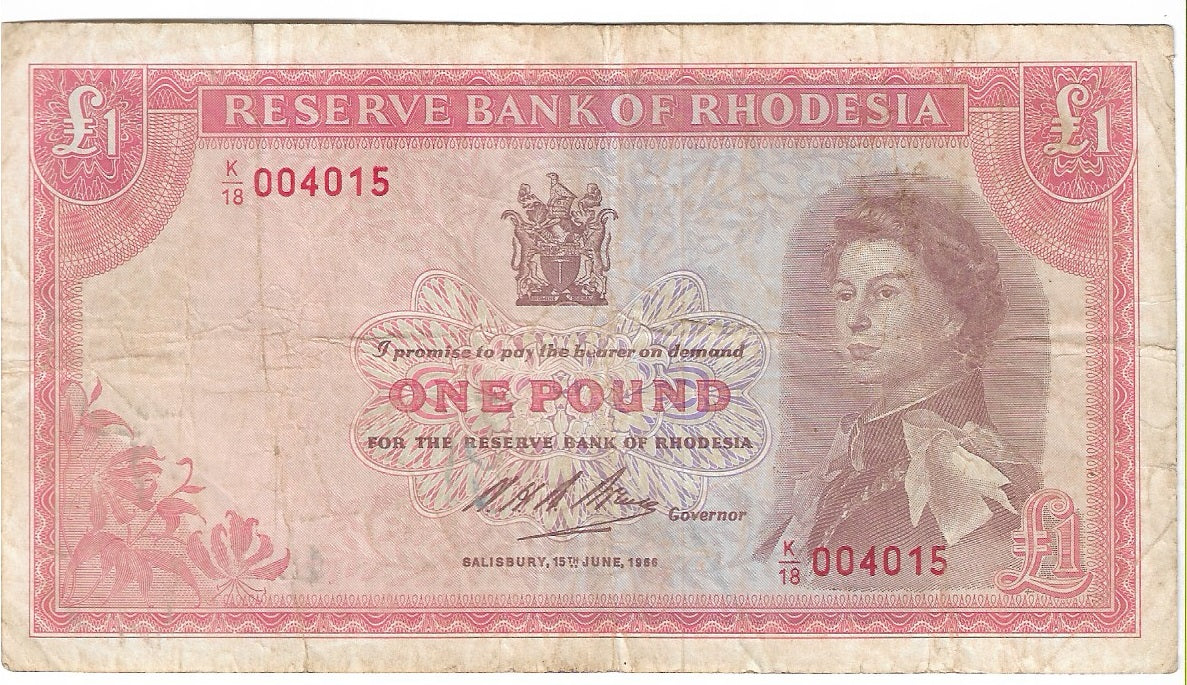 £1 RESERVE BANK OF RHODESIA £1
K/18 004015
I promise to pay the bearer on demand
ONE POUND
FOR THE RESERVE BANK OF RHODESIA
Governor
SALISBURY, 15TH JUNE, 1966
K/18 004015
£1